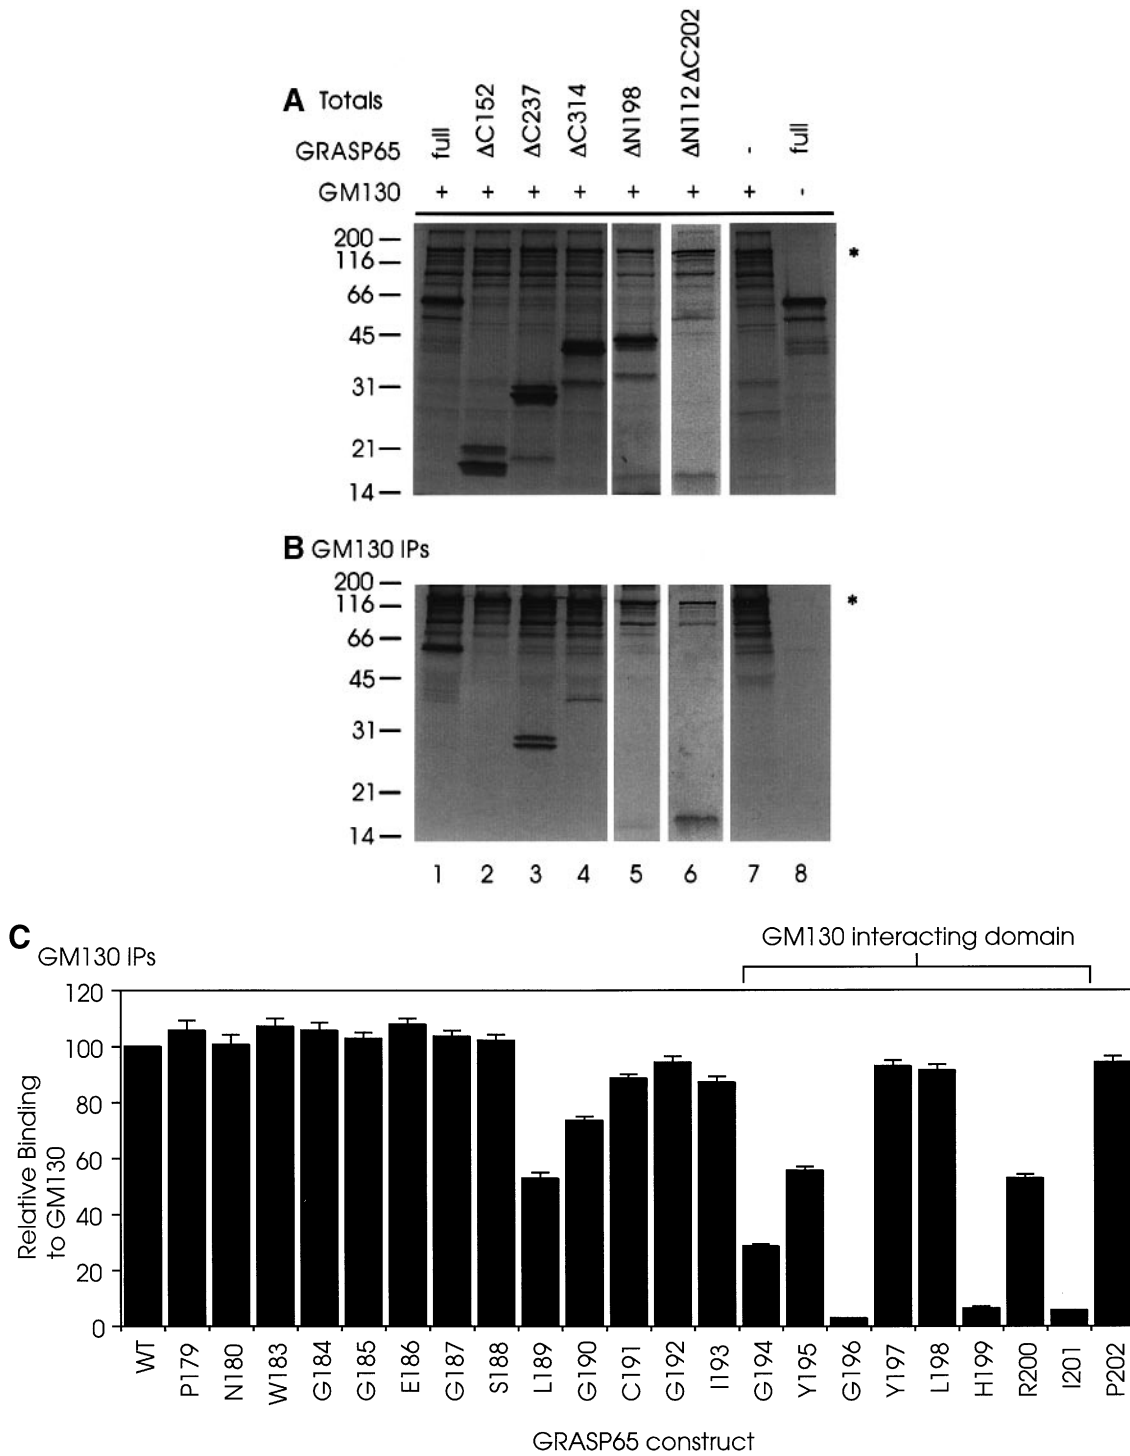 A Totals
GRASP65 full ΔC152 ΔC237 ΔC314 ΔN198 ΔN112ΔC202 - full
GM130 + + + + + + + -
200
116
66
45
31
21
14
*
B GM130 IPs
200
116
66
45
31
21
14
*
1 2 3 4 5 6 7 8
C GM130 IPs
GM130 interacting domain
Relative Binding
to GM130
120
100
80
60
40
20
0
WT P179 N180 W183 G184 G185 E186 G187 S188 L189 G190 C191 G192 I193 G194 Y195 G196 Y197 L198 H199 R200 I201 P202
GRASP65 construct